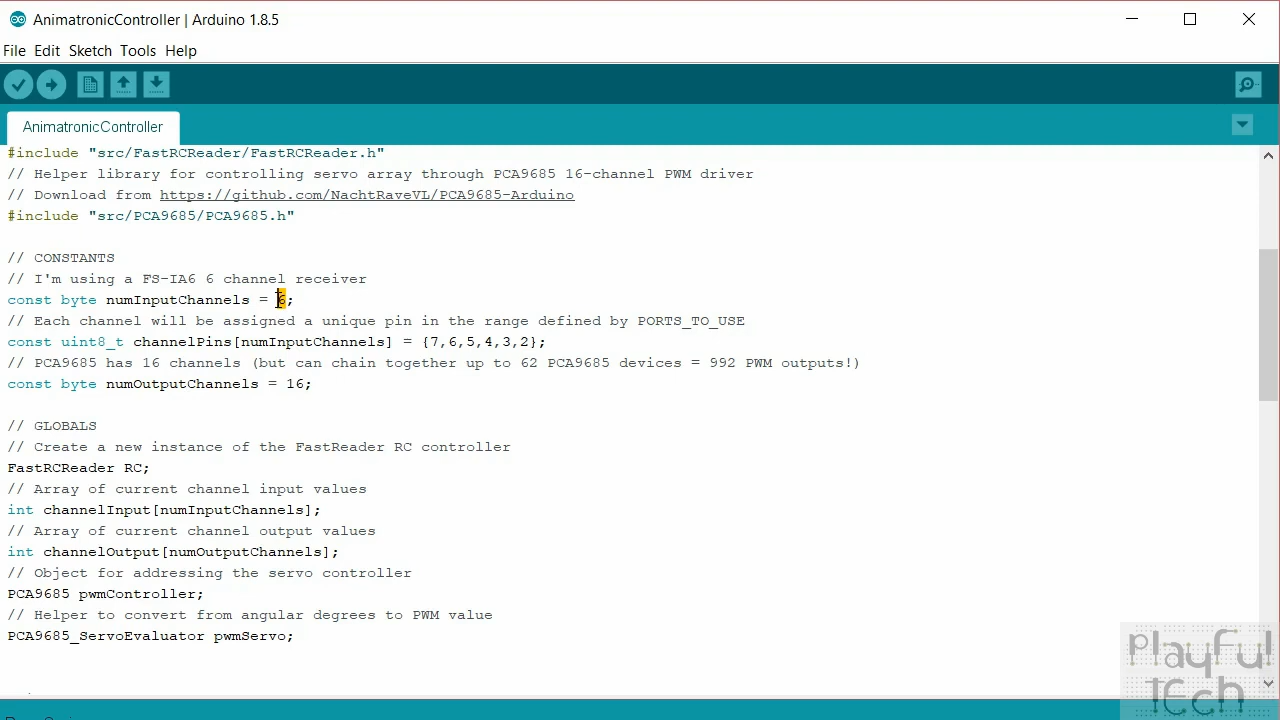 AnimatronicController | Arduino 1.8.5
File Edit Sketch Tools Help
AnimatronicController
#include "src/FastRCReader/FastRCReader.h"
// Helper library for controlling servo array through PCA9685 16-channel PWM driver
// Download from https://github.com/NachtRaveVL/PCA9685-Arduino
#include "src/PCA9685/PCA9685.h"
// CONSTANTS
// I'm using a FS-IA6 6 channel receiver
const byte numInputChannels = 6;
// Each channel will be assigned a unique pin in the range defined by PORTS_TO_USE
const uint8_t channelPins[numInputChannels] = {7,6,5,4,3,2};
// PCA9685 has 16 channels (but can chain together up to 62 PCA9685 devices = 992 PWM outputs!)
const byte numOutputChannels = 16;
// GLOBALS
// Create a new instance of the FastReader RC controller
FastRCReader RC;
// Array of current channel input values
int channelInput[numInputChannels];
// Array of current channel output values
int channelOutput[numOutputChannels];
// Object for addressing the servo controller
PCA9685 pwmController;
// Helper to convert from angular degrees to PWM value
PCA9685_ServoEvaluator pwmServo;
Playful
Tech